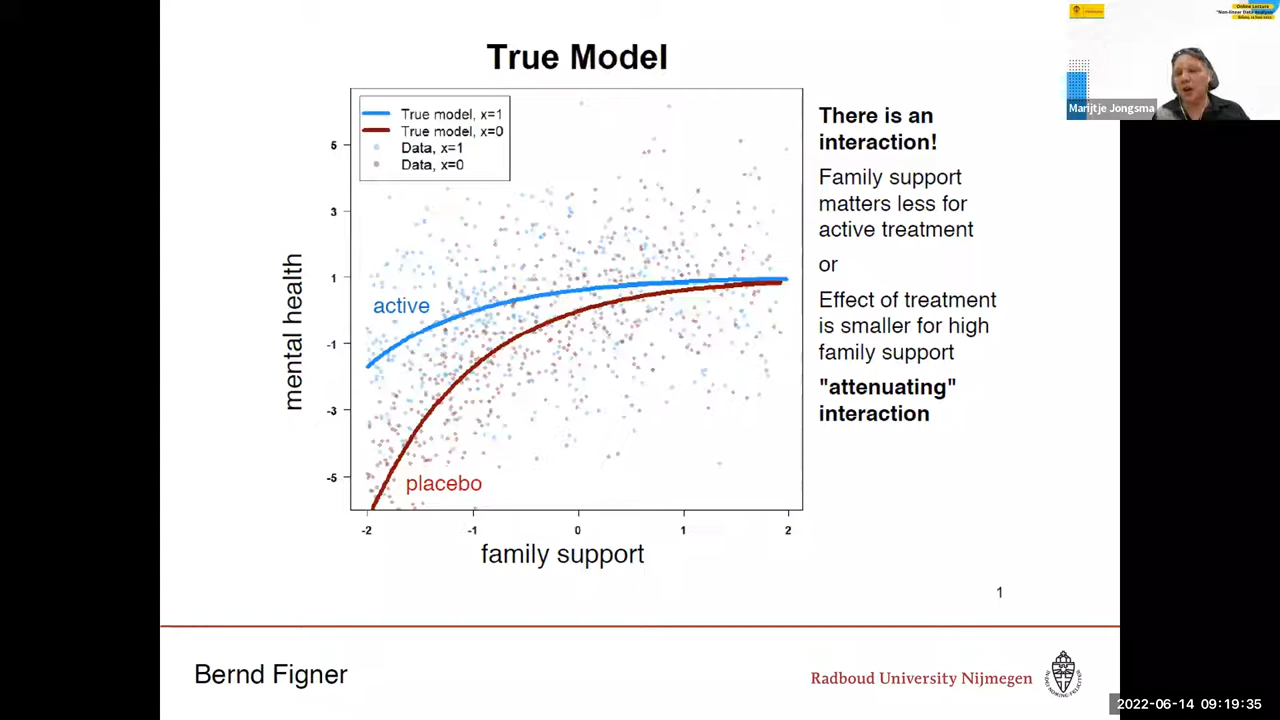 True Model
True model, x=1
True model, x=0
Data, x=1
Data, x=0
5
3
1
-1
-3
-5
mental health
active
placebo
-2
-1
0
1
2
family support
There is an
interaction!
Family support
matters less for
active treatment
or
Effect of treatment
is smaller for high
family support
"attenuating"
interaction
1
Bernd Figner
Radboud University Nijmegen
Marijtje Jongsma
Online Lecture
2022-06-14 09:19:35